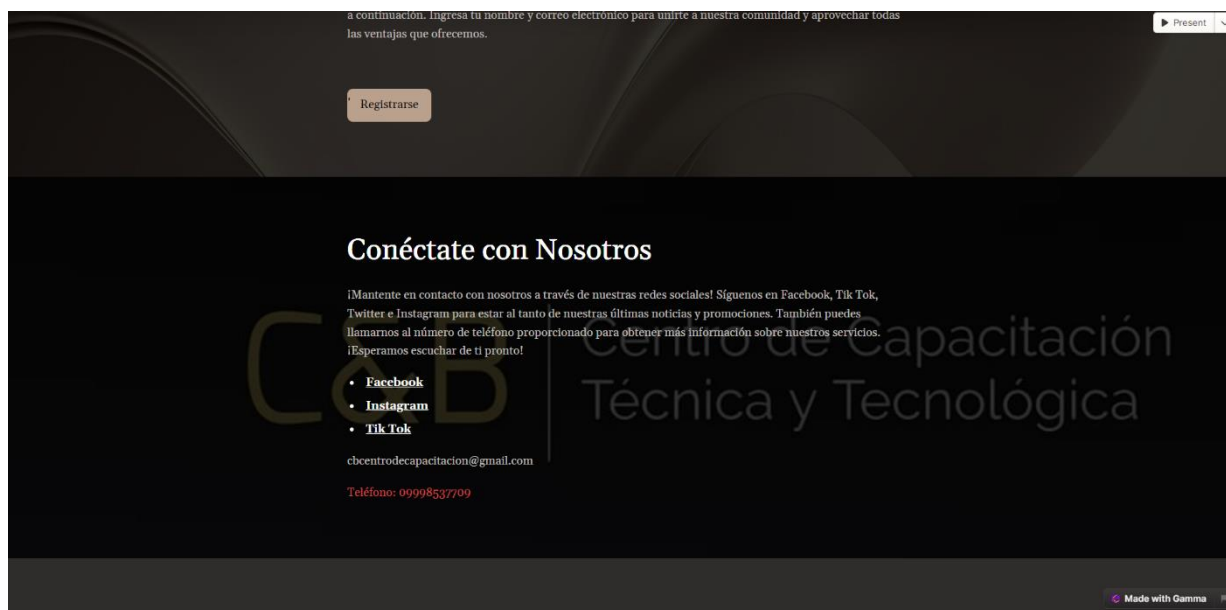 a continuación. Ingresa tu nombre y correo electrónico para unirte a nuestra comunidad y aprovechar todas
las ventajas que ofrecemos.
Present
Registrarse
Conéctate con Nosotros
¡Mantente en contacto con nosotros a través de nuestras redes sociales! Síguenos en Facebook, Tik Tok,
Twitter e Instagram para estar al tanto de nuestras últimas noticias y promociones. También puedes
llamarnos al número de teléfono proporcionado para obtener más información sobre nuestros servicios.
¡Esperamos escuchar de ti pronto!
• Facebook
• Instagram
• Tik Tok
cbcentrodecapacitacion@gmail.com
Teléfono: 09998537709
C&B
Centro de Capacitación
Técnica y Tecnológica
Made with Gamma